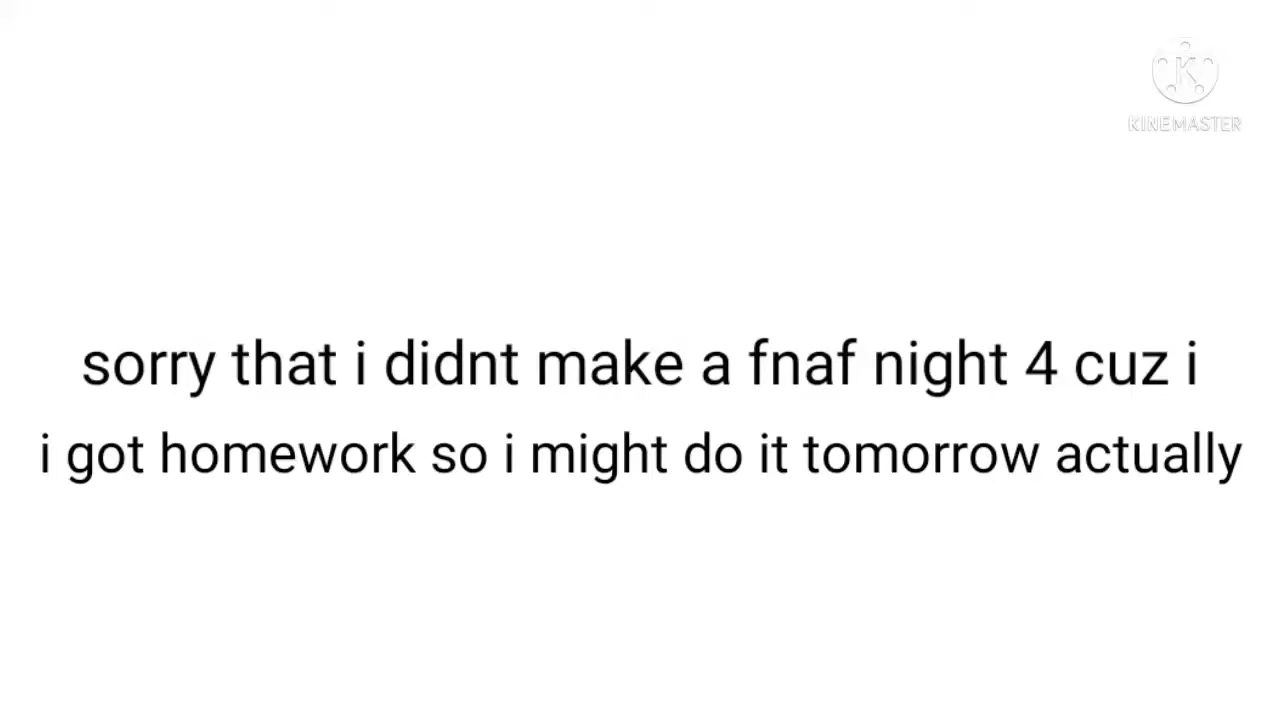 KINEMASTER
sorry that i didnt make a fnaf night 4 cuz i
i got homework so i might do it tomorrow actually